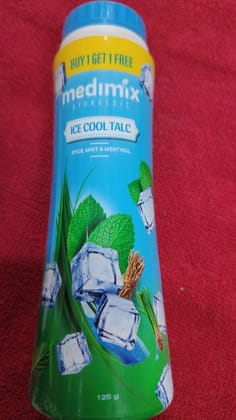 BUY 1 GET 1 FREE
medimix
AYURVEDIC
ICE COOL TALC
KHUS, MINT & MENTHOL
125 g